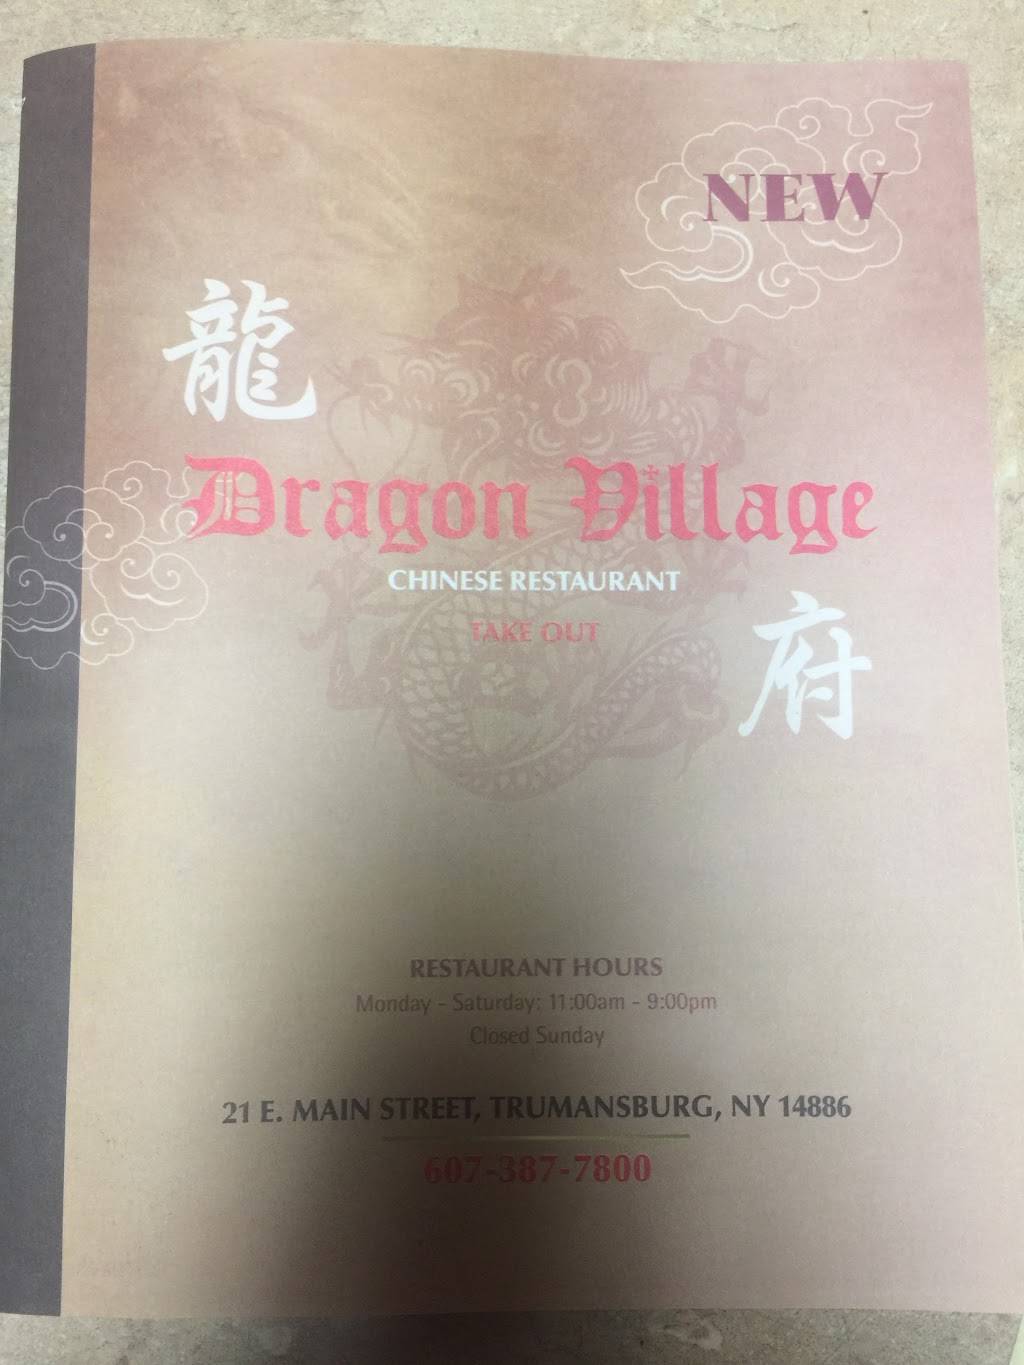 NEW
龍
Dragon Village
CHINESE RESTAURANT
TAKE OUT
府
RESTAURANT HOURS
Monday - Saturday: 11:00am - 9:00pm
Closed Sunday
21 E. MAIN STREET, TRUMANSBURG, NY 14886
607-387-7800